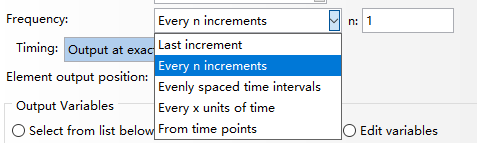 Frequency: Every n increments n: 1
Last increment
Timing: Output at exac
Every n increments
Element output position: Evenly spaced time intervals
Every x units of time
Output Variables
From time points
Select from list below Edit variables